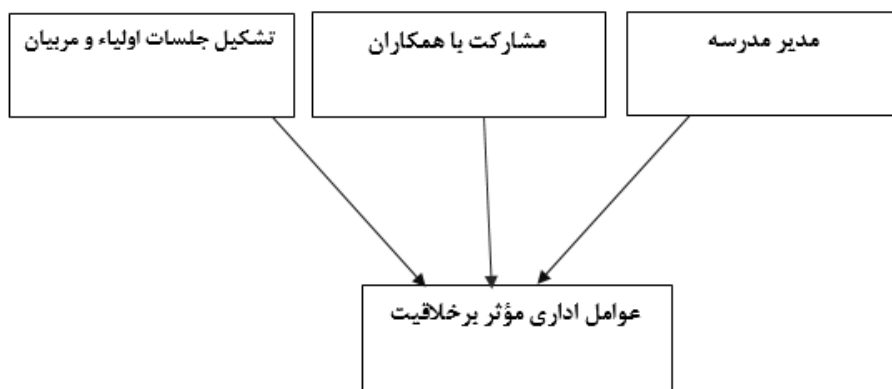 مدیر مدرسه
مشارکت با همکاران
تشکیل جلسات اولیاء و مربیان
عوامل اداری مؤثر برخلاقیت